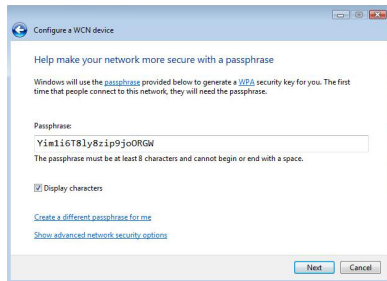 Configure a WCN device
Help make your network more secure with a passphrase
Windows will use the passphrase provided below to generate a WPA security key for you. The first
time that people connect to this network, they will need the passphrase.
Passphrase:
Yim1i6T8ly8zip9joORGW
The passphrase must be at least 8 characters and cannot begin or end with a space.
Display characters
Create a different passphrase for me
Show advanced network security options
Next Cancel